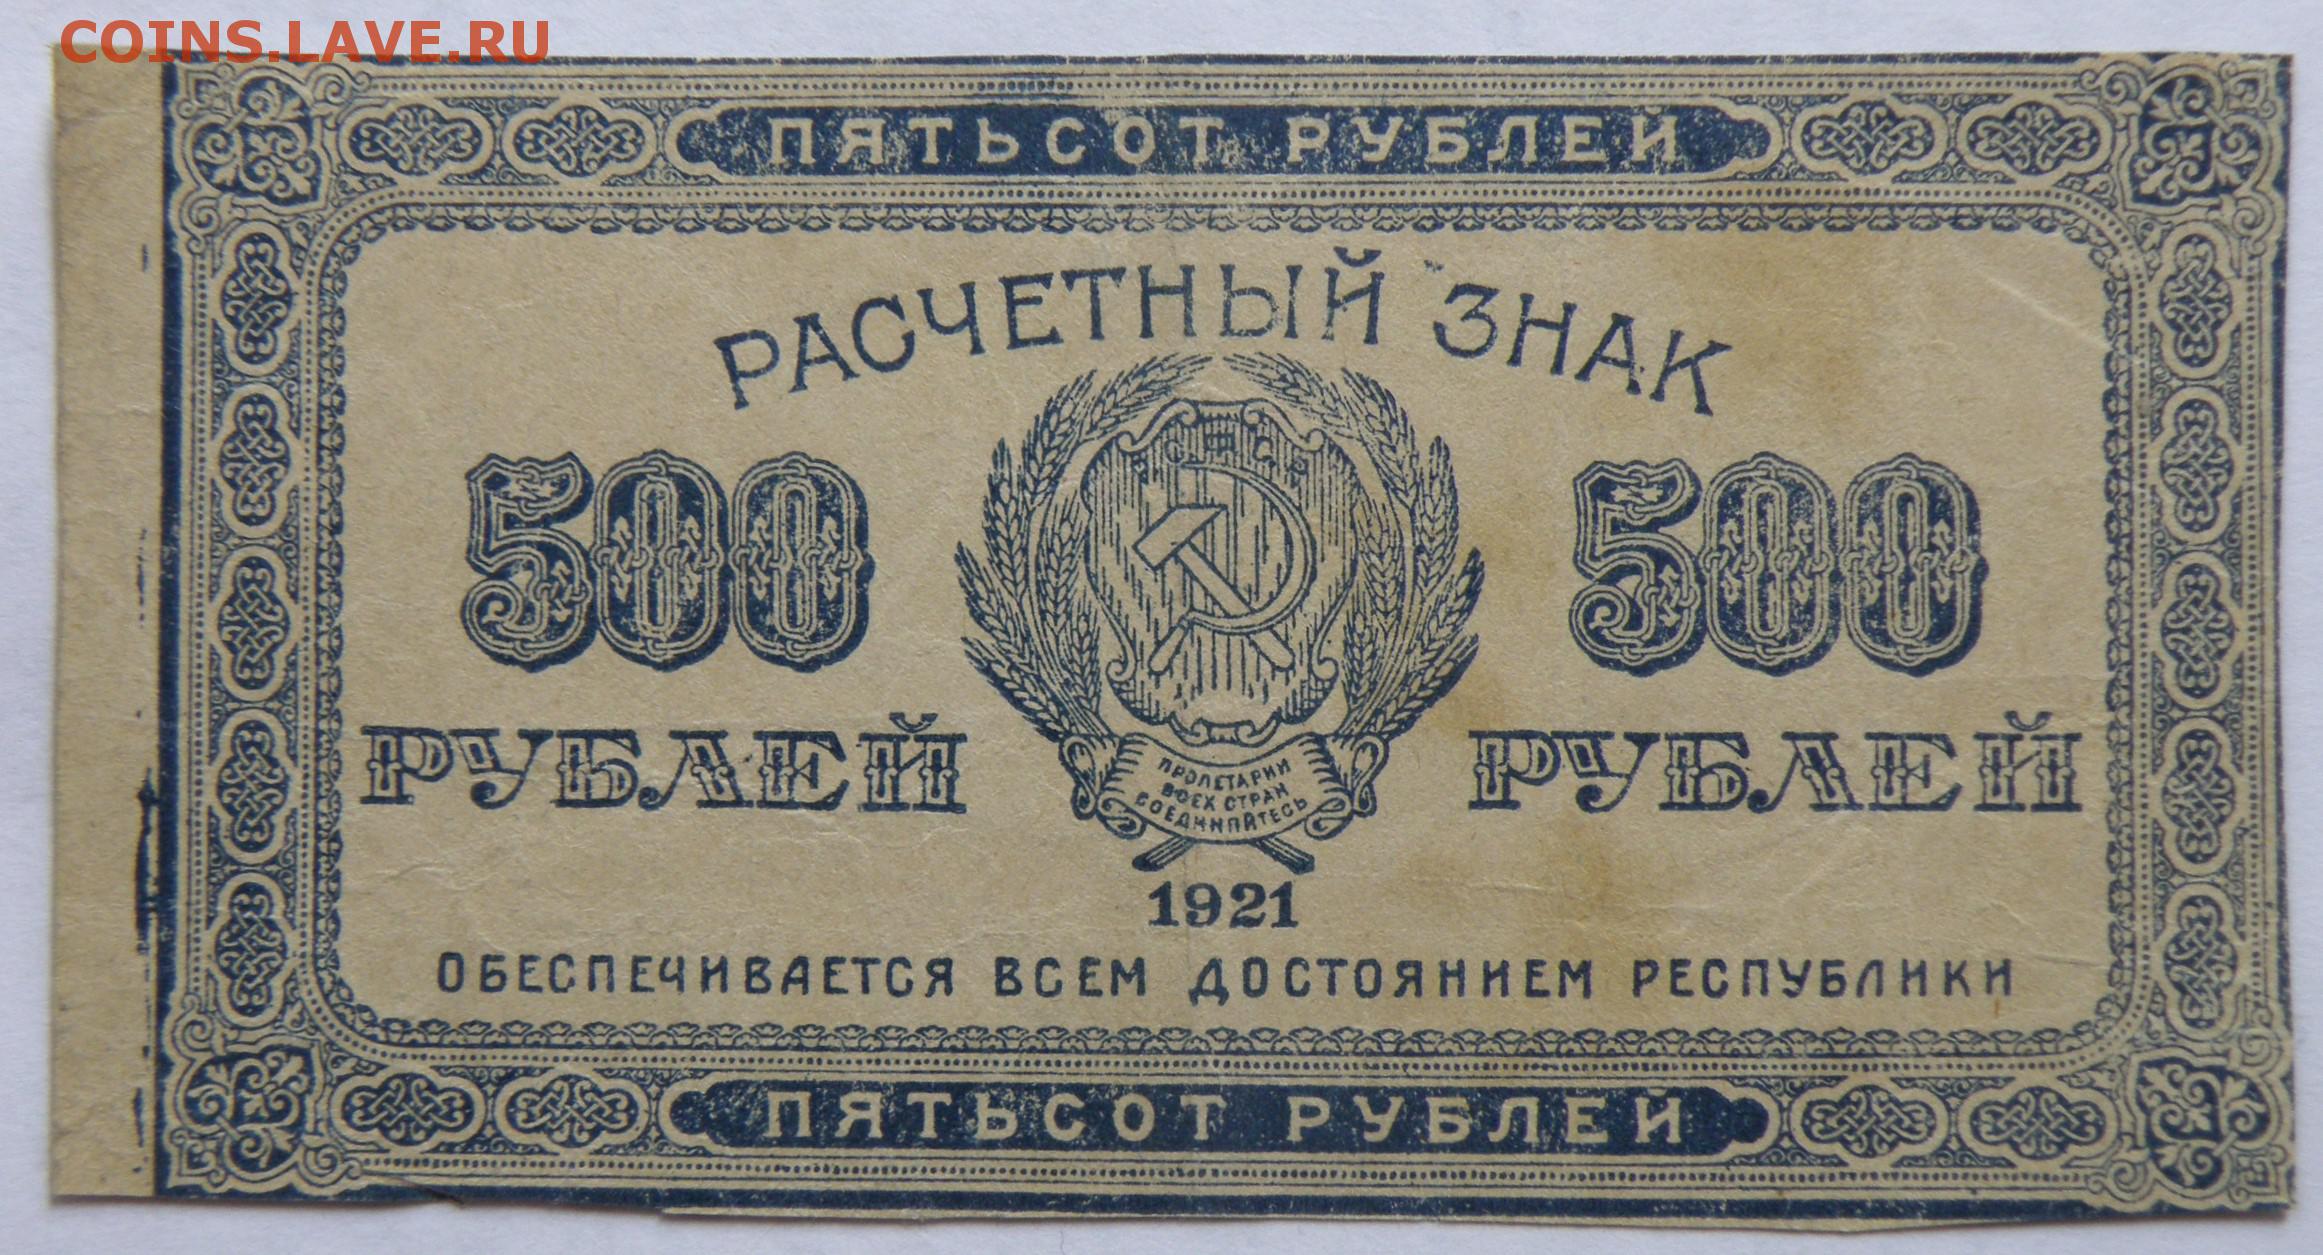 COINS.LAVE.RU
ПЯТЬСОТ РУБЛЕЙ
РАСЧЕТНЫЙ ЗНАК
Р.С.Ф.С.Р.
500 500
РУБЛЕЙ РУБЛЕЙ
ПРОЛЕТАРИИ
ВСЕХ СТРАН
СОЕДИНЯЙТЕСЬ
1921
ОБЕСПЕЧИВАЕТСЯ ВСЕМ ДОСТОЯНИЕМ РЕСПУБЛИКИ
ПЯТЬСОТ РУБЛЕЙ